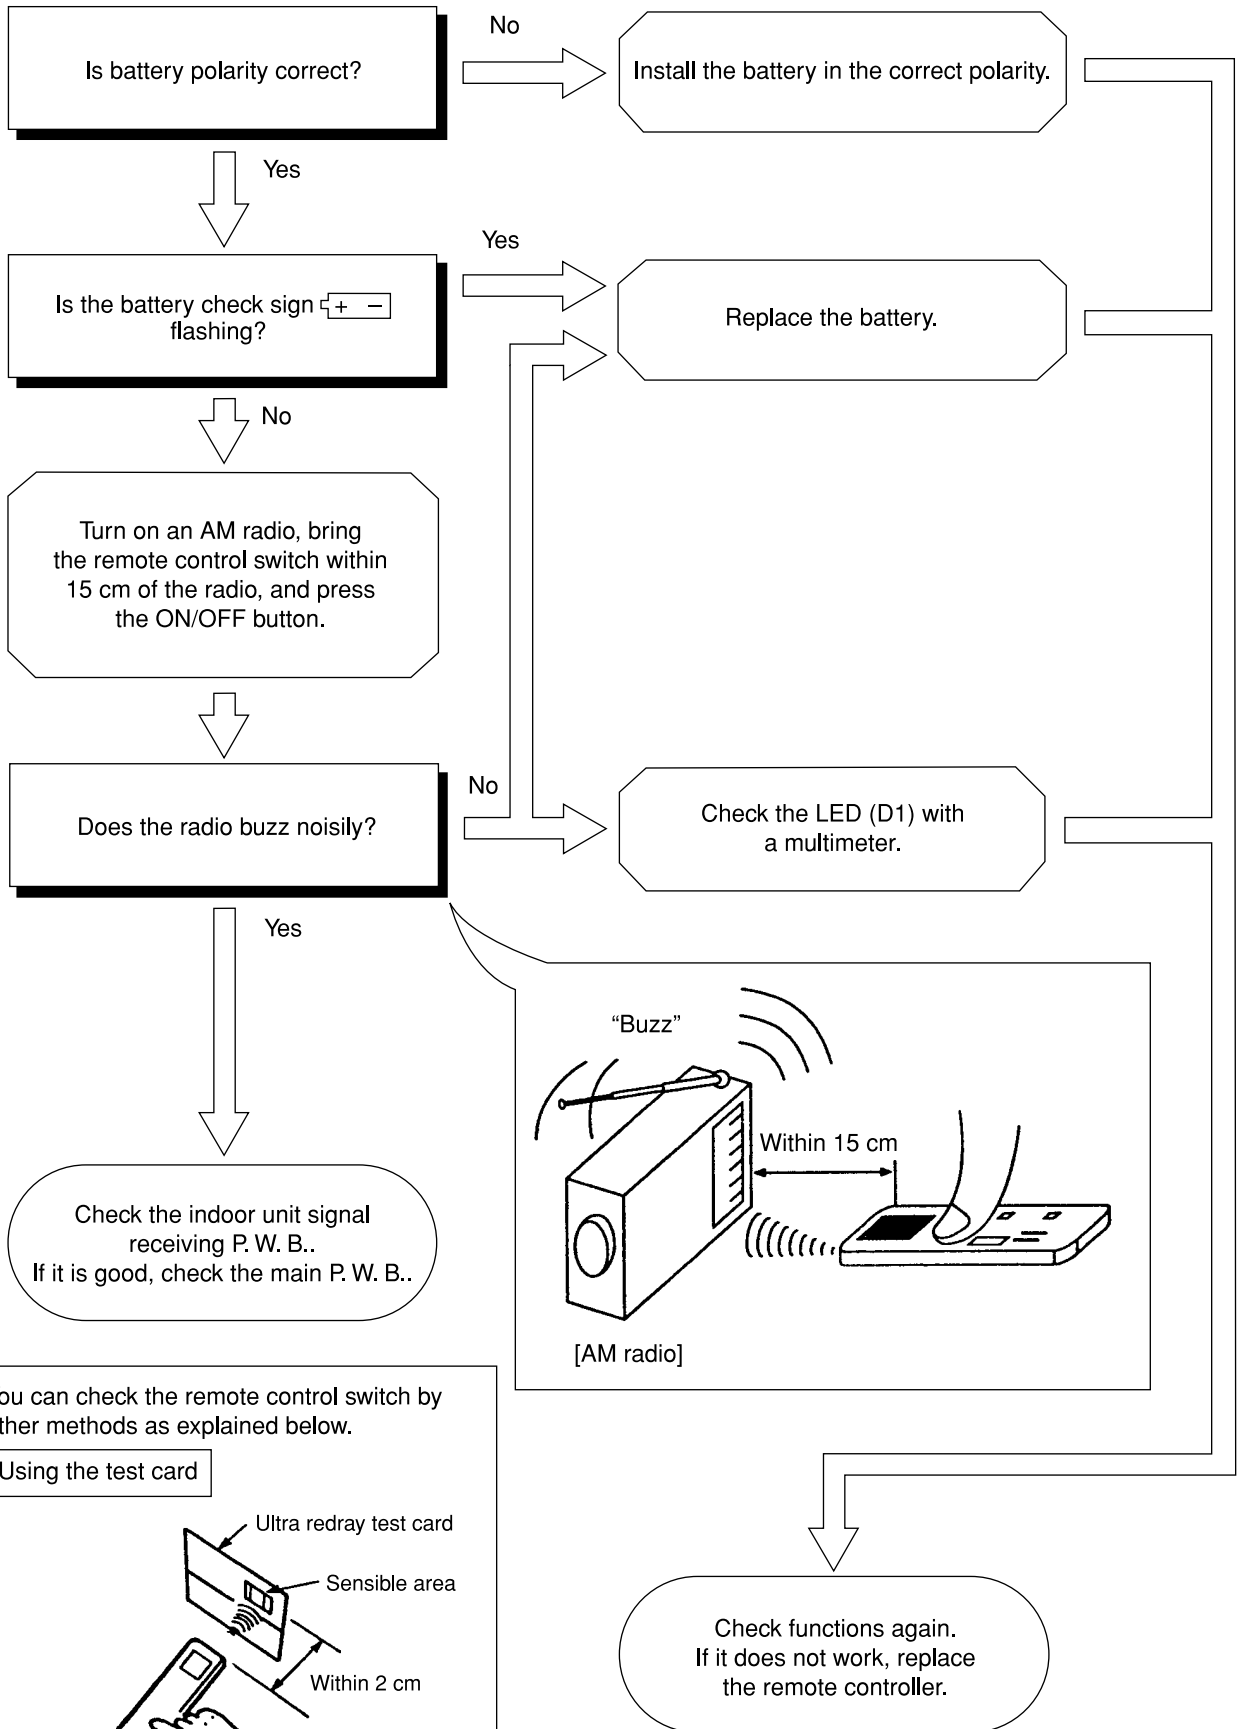 Is battery polarity correct?
No
Install the battery in the correct polarity.
Yes
Is the battery check sign + −
flashing?
Yes
Replace the battery.
No
Turn on an AM radio, bring
the remote control switch within
15 cm of the radio, and press
the ON/OFF button.
Does the radio buzz noisily?
No
Check the LED (D1) with
a multimeter.
Yes
“Buzz”
Within 15 cm
[AM radio]
Check the indoor unit signal
receiving P. W. B..
If it is good, check the main P. W. B..
ou can check the remote control switch by
ther methods as explained below.
Using the test card
Ultra redray test card
Sensible area
Within 2 cm
Check functions again.
If it does not work, replace
the remote controller.